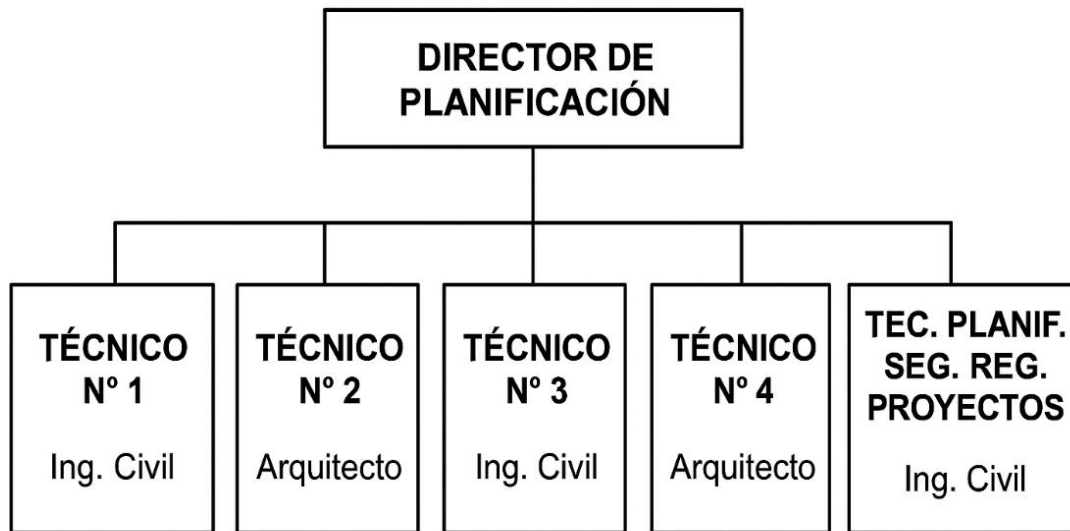 DIRECTOR DE
PLANIFICACIÓN
TÉCNICO
Nº 1
Ing. Civil
TÉCNICO
Nº 2
Arquitecto
TÉCNICO
Nº 3
Ing. Civil
TÉCNICO
Nº 4
Arquitecto
TEC. PLANIF.
SEG. REG.
PROYECTOS
Ing. Civil